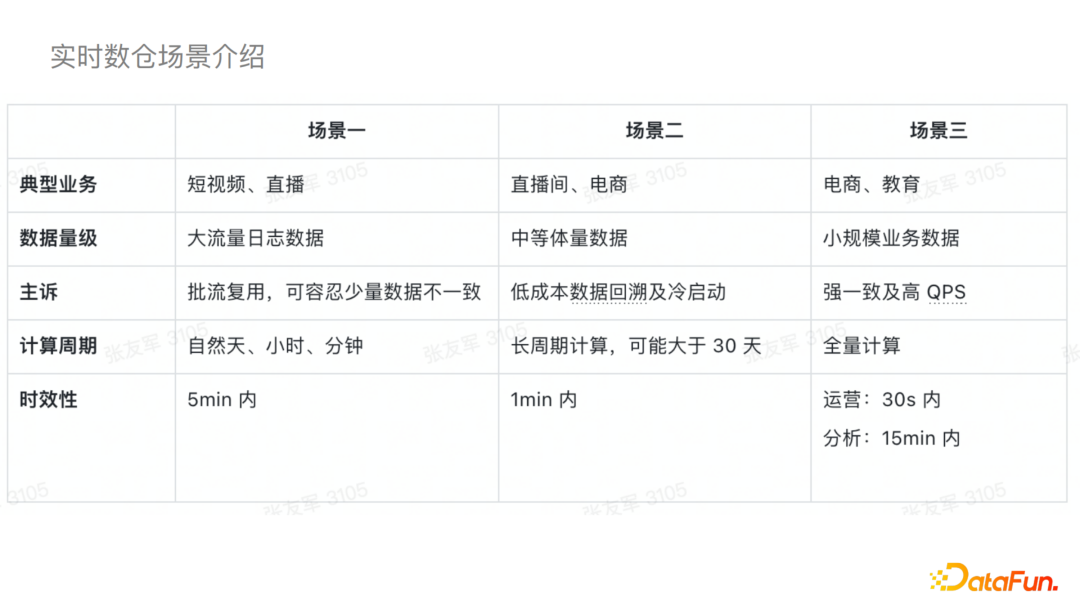 实时数仓场景介绍
场景一 场景二 场景三
典型业务 短视频、直播 直播间、电商 电商、教育
数据量级 大流量日志数据 中等体量数据 小规模业务数据
主诉 批流复用，可容忍少量数据不一致 低成本数据回溯及冷启动 强一致及高 QPS
计算周期 自然天、小时、分钟 长周期计算，可能大于 30 天 全量计算
时效性 5min 内 1min 内 运营：30s 内
分析：15min 内
张友军 3105
DataFun.